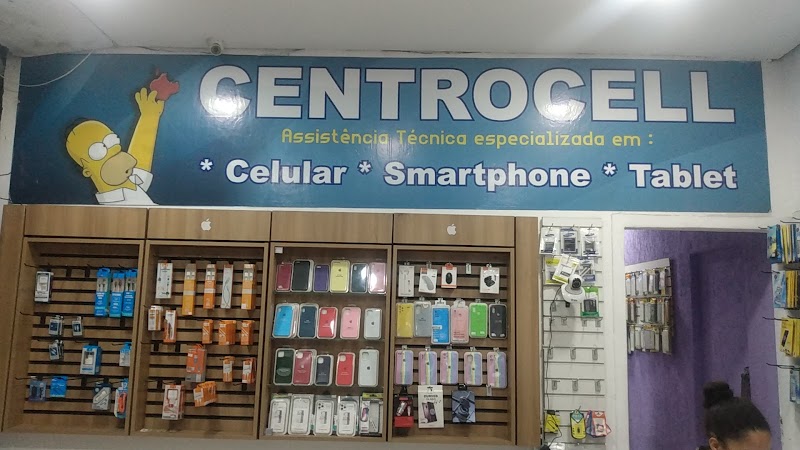 CENTROCELL
Assistência Técnica especializada em :
* Celular * Smartphone * Tablet